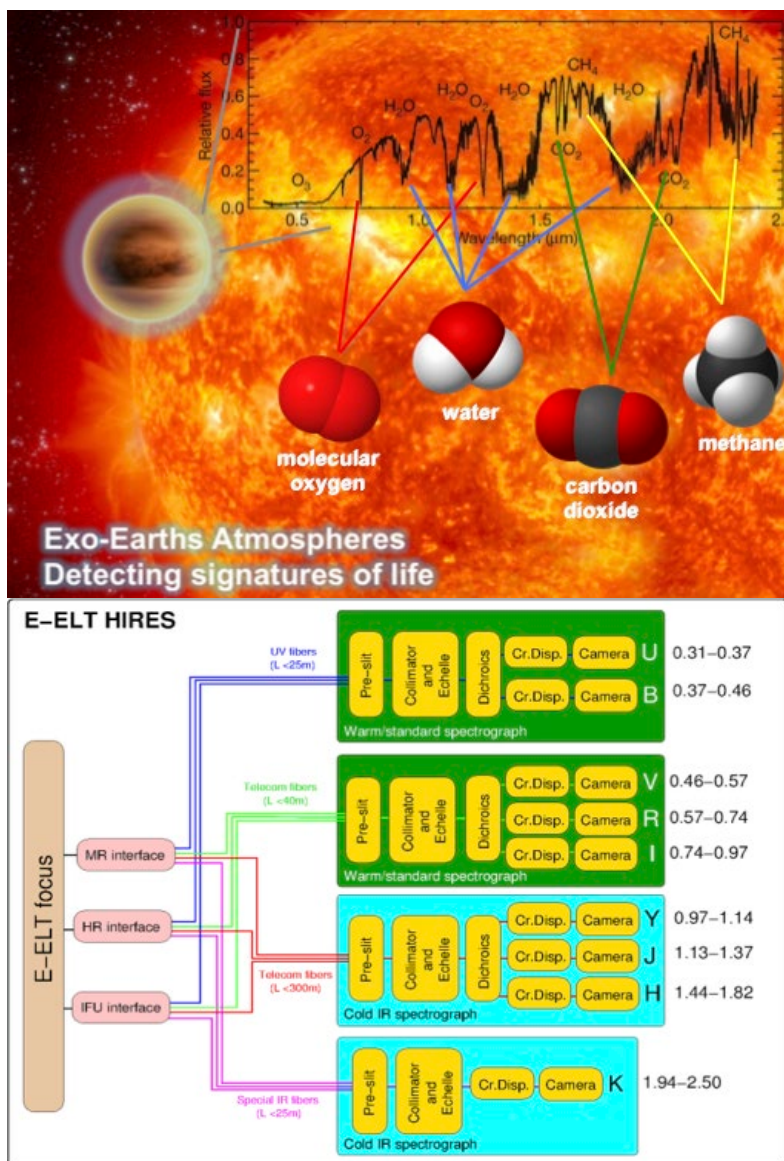 1.0
0.8
0.6
0.4
0.2
0.0
Relative flux
O3
O2
H2O
H2O
O2
H2O
CH4
CO2
H2O
CO2
CH4
0.5
1.0
1.5
2.0
Wavelength (µm)
molecular
oxygen
water
carbon
dioxide
methane
Exo-Earths Atmospheres
Detecting signatures of life
E-ELT HIRES
E-ELT focus
MR interface
HR interface
IFU interface
UV fibers
(L <25m)
Telecom fibers
(L <40m)
Telecom fibers
(L <300m)
Special IR fibers
(L <25m)
Pre-slit
Collimator
and
Echelle
Dichroics
Cr.Disp.
Camera
U
0.31-0.37
Cr.Disp.
Camera
B
0.37-0.46
Warm/standard spectrograph
Pre-slit
Collimator
and
Echelle
Dichroics
Cr.Disp.
Camera
V
0.46-0.57
Cr.Disp.
Camera
R
0.57-0.74
Cr.Disp.
Camera
I
0.74-0.97
Warm/standard spectrograph
Pre-slit
Collimator
and
Echelle
Dichroics
Cr.Disp.
Camera
Y
0.97-1.14
Cr.Disp.
Camera
J
1.13-1.37
Cr.Disp.
Camera
H
1.44-1.82
Cold IR spectrograph
Pre-slit
Collimator
and
Echelle
Cr.Disp.
Camera
K
1.94-2.50
Cold IR spectrograph